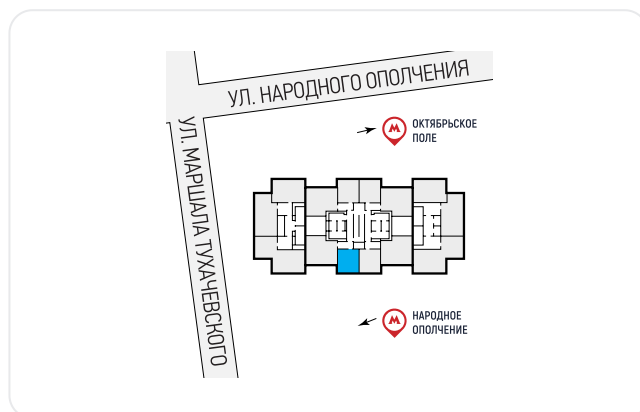 УЛ. НАРОДНОГО ОПОЛЧЕНИЯ
УЛ. МАРШАЛА ТУХАЧЕВСКОГО
М ОКТЯБРЬСКОЕ
ПОЛЕ
М НАРОДНОЕ
ОПОЛЧЕНИЕ